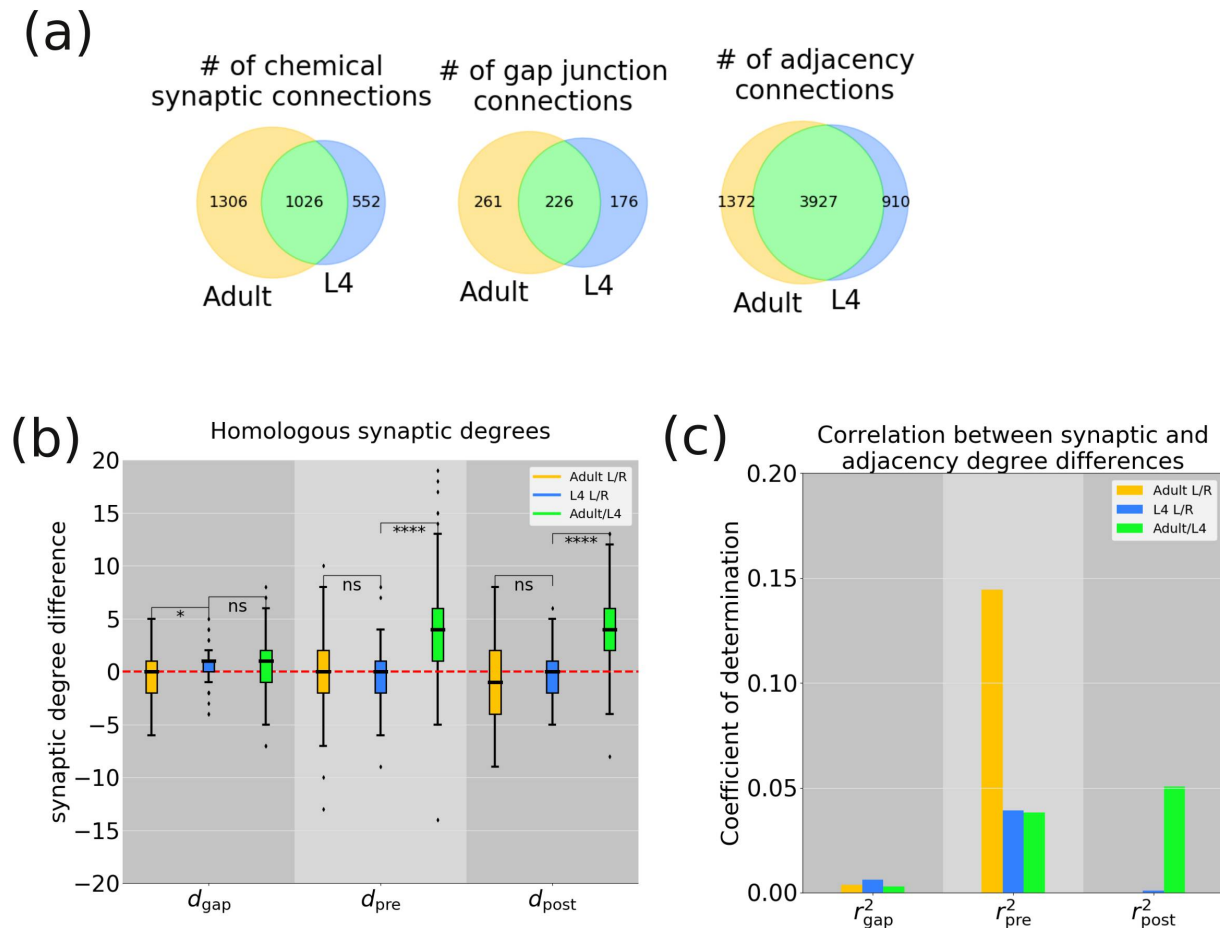 (a)
# of chemical
synaptic connections
# of gap junction
connections
# of adjacency
connections
1306
1026
552
Adult
L4
261
226
176
Adult
L4
1372
3927
910
Adult
L4
(b)
Homologous synaptic degrees
synaptic degree difference
20
15
10
5
0
−5
−10
−15
−20
Adult L/R
L4 L/R
Adult/L4
*
ns
ns
****
ns
****
d_gap
d_pre
d_post
(c)
Correlation between synaptic and
adjacency degree differences
Coefficient of determination
0.20
0.15
0.10
0.05
0.00
Adult L/R
L4 L/R
Adult/L4
r²_gap
r²_pre
r²_post